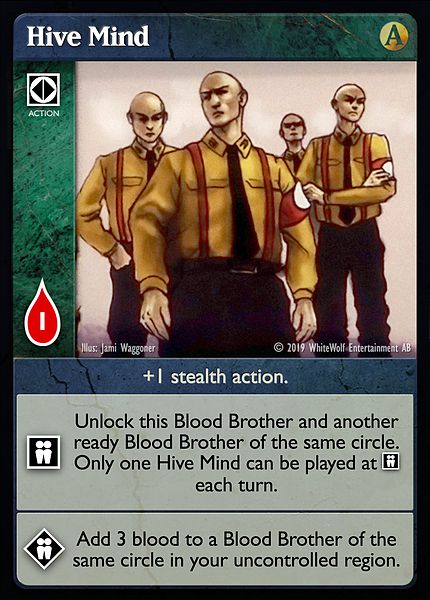 Hive Mind
A
ACTION
1
Illus: Jami Waggoner
© 2019 WhiteWolf Entertainment AB
+1 stealth action.
Unlock this Blood Brother and another
ready Blood Brother of the same circle.
Only one Hive Mind can be played at
each turn.
Add 3 blood to a Blood Brother of the
same circle in your uncontrolled region.